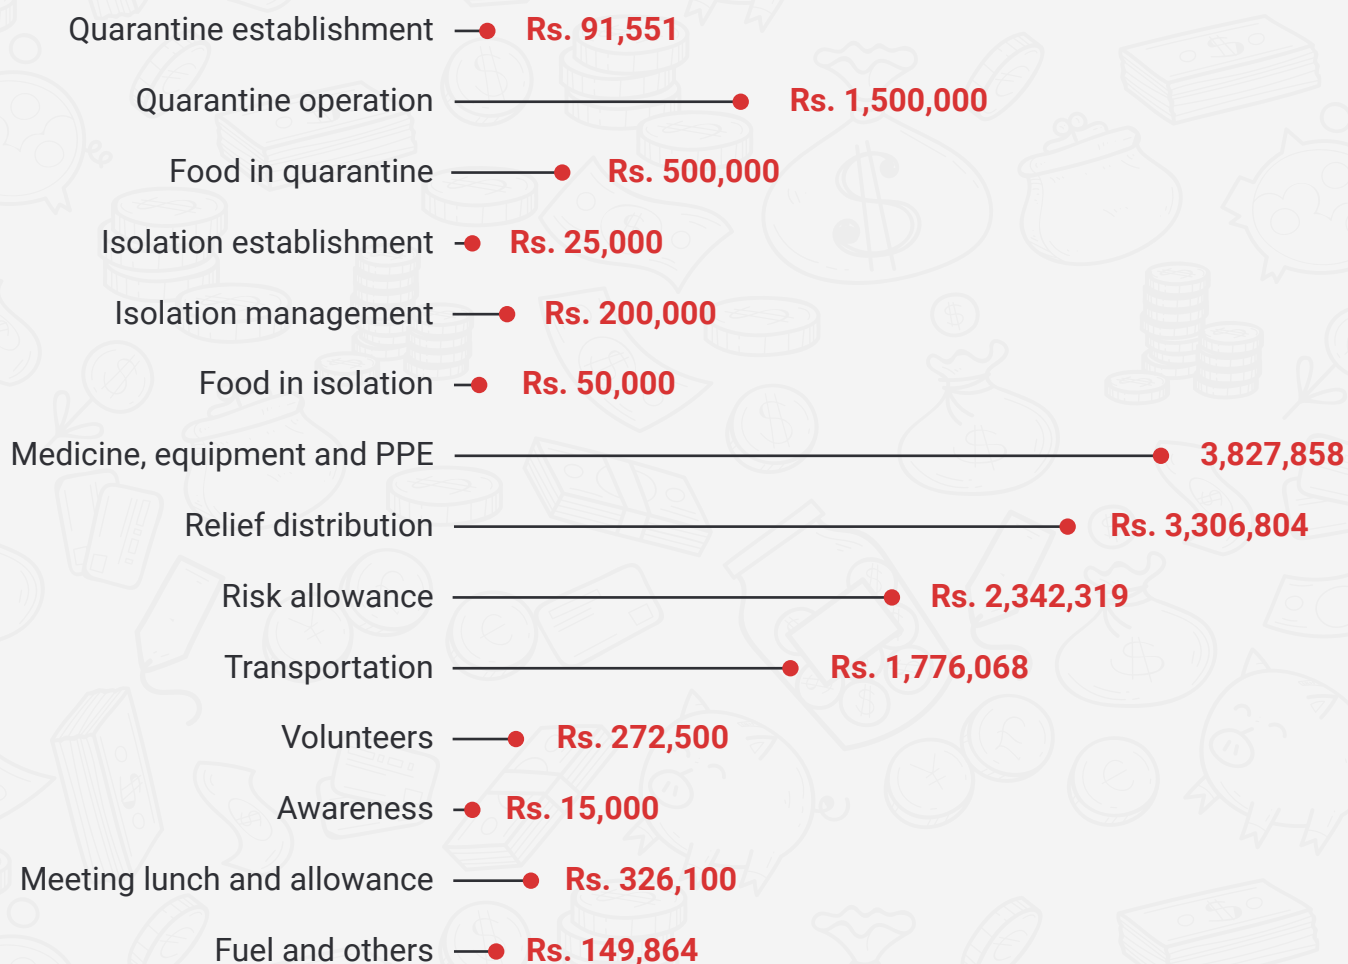 Quarantine establishment Rs. 91,551
Quarantine operation Rs. 1,500,000
Food in quarantine Rs. 500,000
Isolation establishment Rs. 25,000
Isolation management Rs. 200,000
Food in isolation Rs. 50,000
Medicine, equipment and PPE 3,827,858
Relief distribution Rs. 3,306,804
Risk allowance Rs. 2,342,319
Transportation Rs. 1,776,068
Volunteers Rs. 272,500
Awareness Rs. 15,000
Meeting lunch and allowance Rs. 326,100
Fuel and others Rs. 149,864